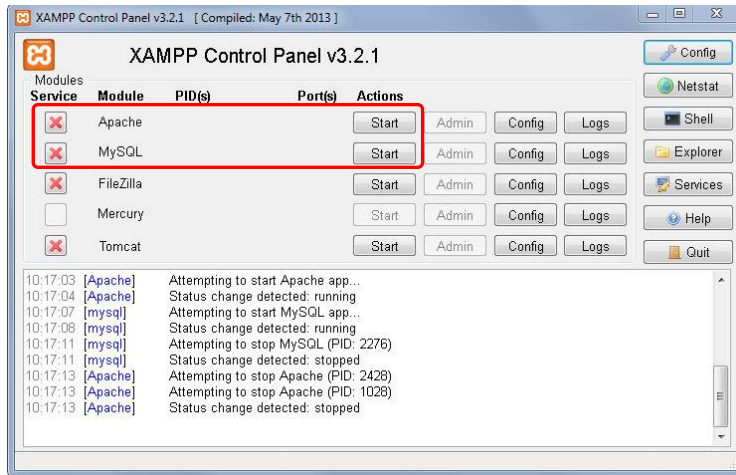 XAMPP Control Panel v3.2.1 [ Compiled: May 7th 2013 ]
XAMPP Control Panel v3.2.1
Config
Modules
Service Module PID(s) Port(s) Actions
Netstat
Apache Start Admin Config Logs
Shell
MySQL Start Admin Config Logs
Explorer
FileZilla Start Admin Config Logs
Services
Mercury Start Admin Config Logs
Help
Tomcat Start Admin Config Logs
Quit
10:17:03 [Apache] Attempting to start Apache app...
10:17:04 [Apache] Status change detected: running
10:17:07 [mysql] Attempting to start MySQL app...
10:17:08 [mysql] Status change detected: running
10:17:11 [mysql] Attempting to stop MySQL (PID: 2276)
10:17:11 [mysql] Status change detected: stopped
10:17:13 [Apache] Attempting to stop Apache (PID: 2428)
10:17:13 [Apache] Attempting to stop Apache (PID: 1028)
10:17:13 [Apache] Status change detected: stopped